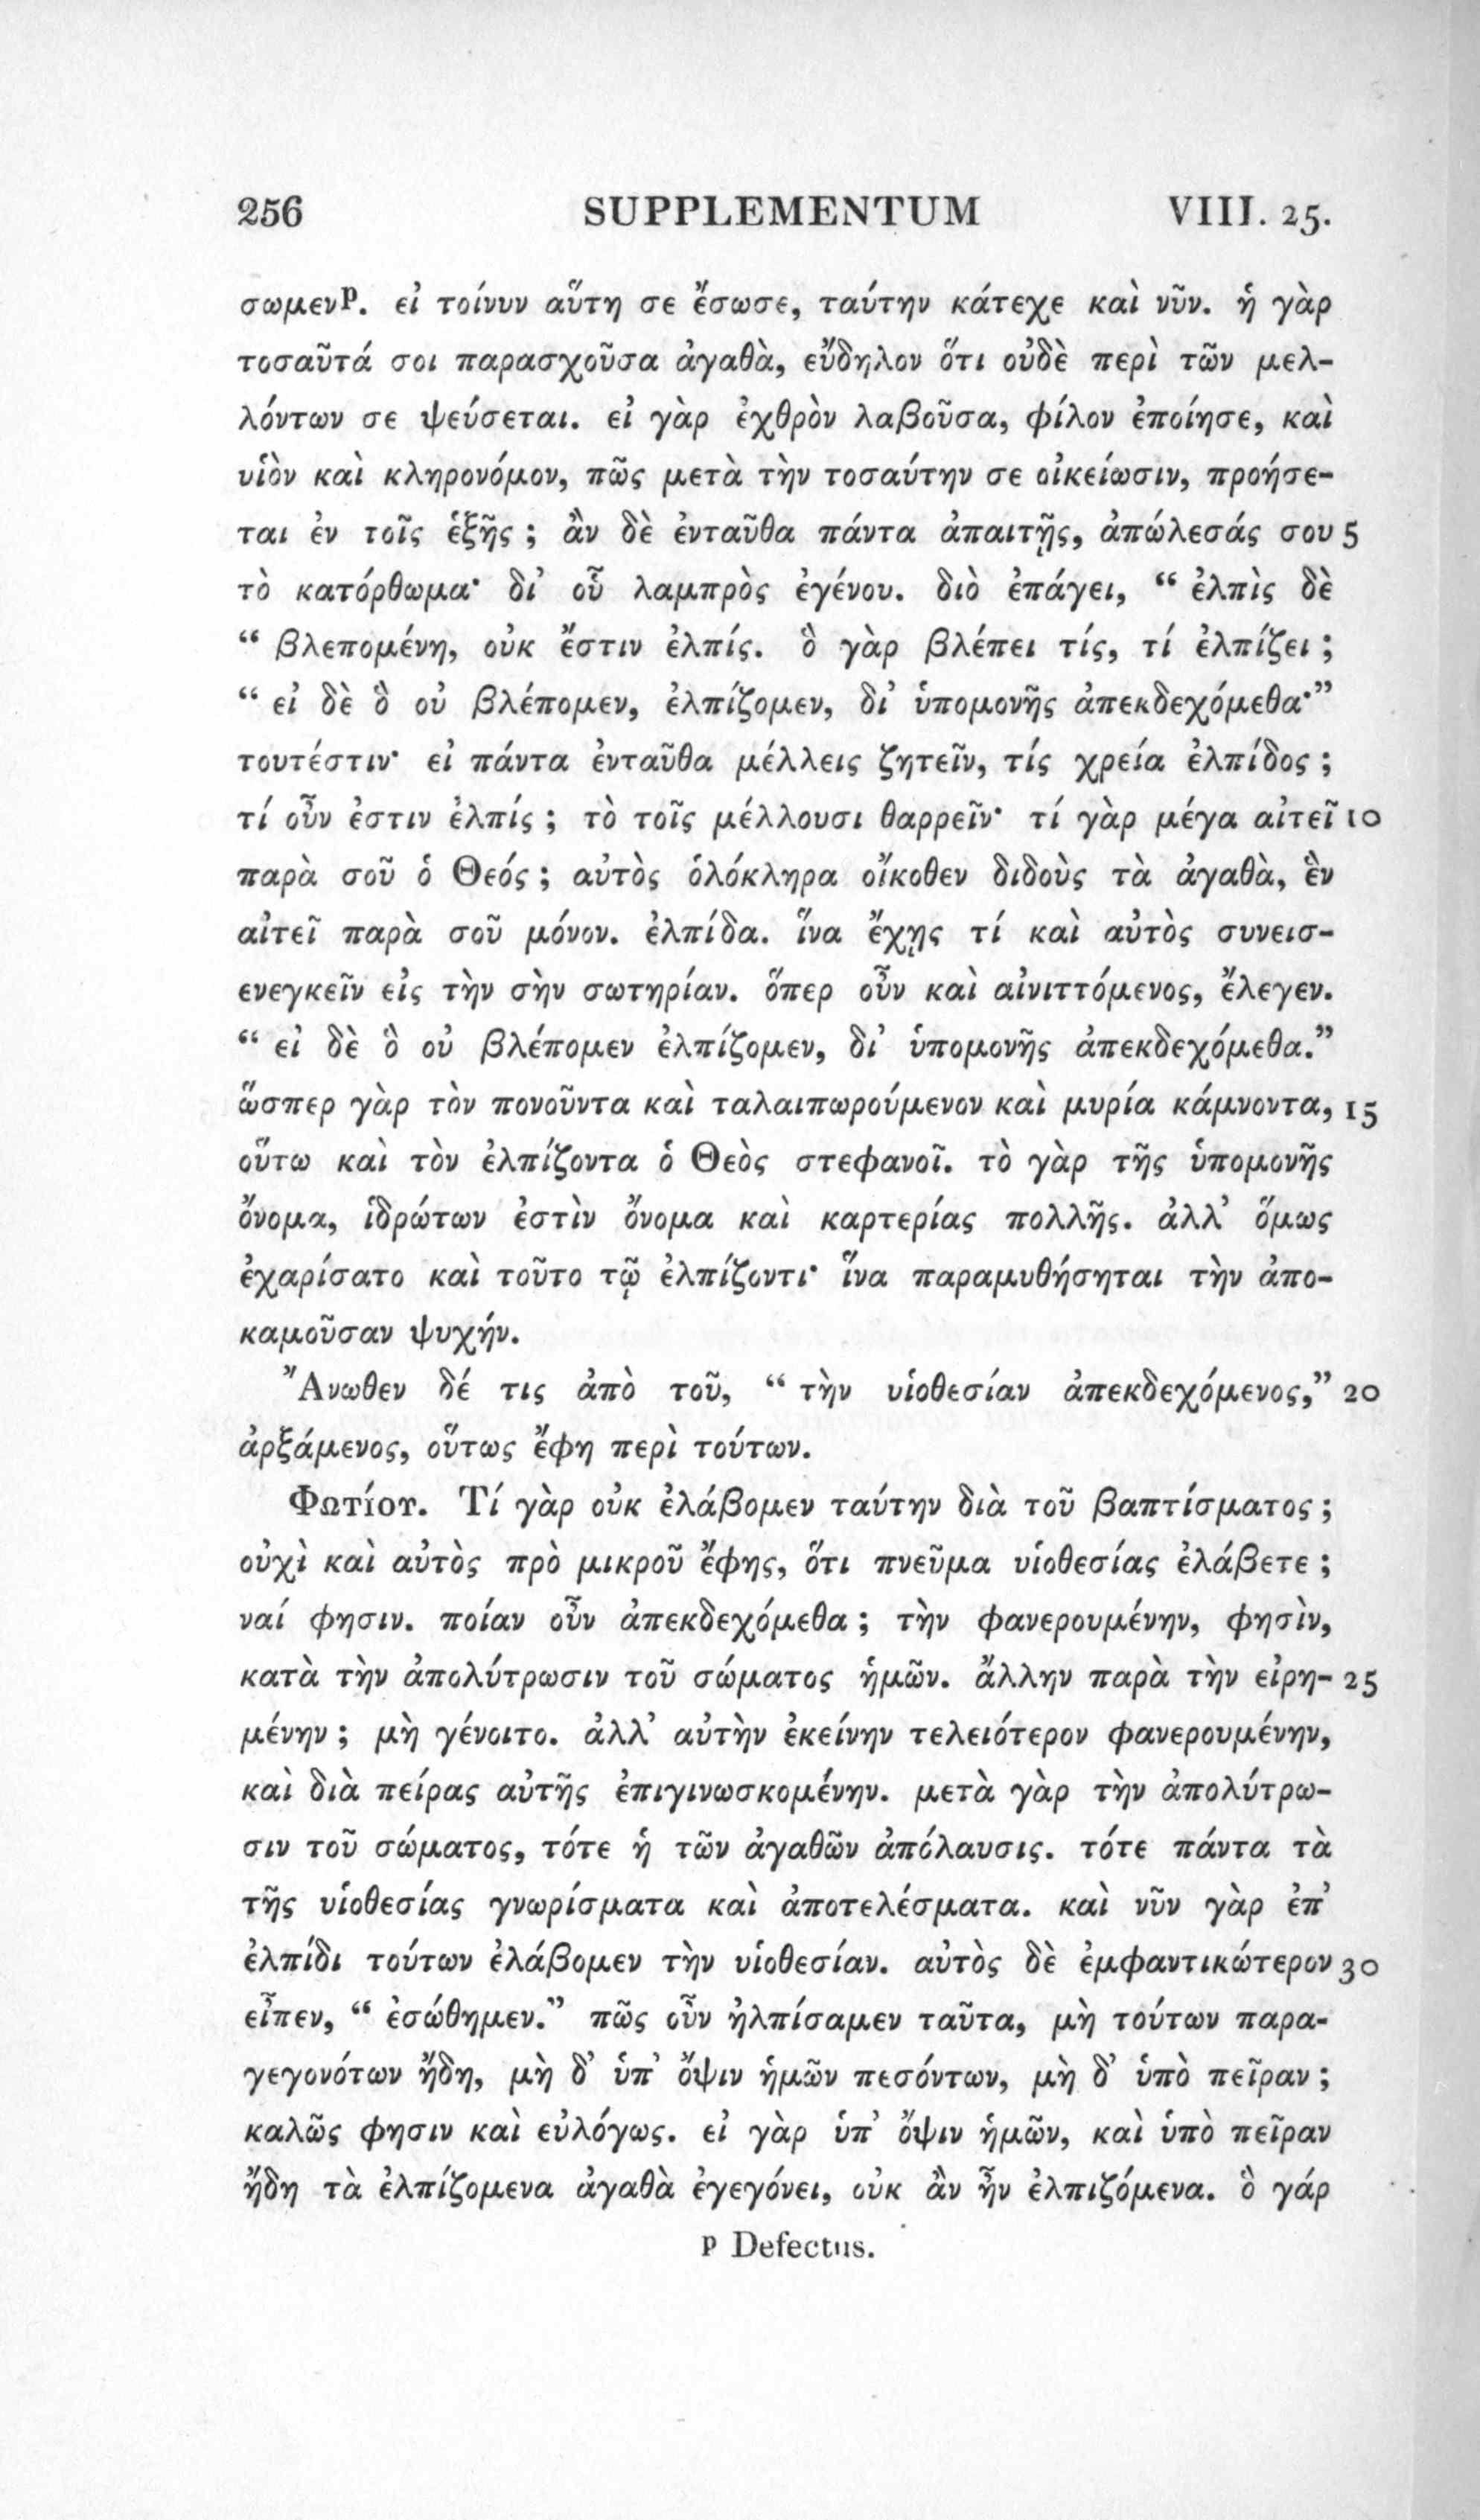 256 SUPPLEMENTUM VIII. 25.
σωμενᵖ. εἰ τοίνυν αὕτη σε ἔσωσε, ταύτην κάτεχε καὶ νῦν. ἡ γὰρ
τοσαῦτά σοι παρασχοῦσα ἀγαθὰ, εὔδηλον ὅτι οὐδὲ περὶ τῶν μελ-
λόντων σε ψεύσεται. εἰ γὰρ ἐχθρὸν λαβοῦσα, φίλον ἐποίησε, καὶ
υἱὸν καὶ κληρονόμον, πῶς μετὰ τὴν τοσαύτην σε οἰκείωσιν, προήσε-
ται ἐν τοῖς ἑξῆς ; ἂν δὲ ἐνταῦθα πάντα ἀπαιτῇς, ἀπώλεσάς σου 5
τὸ κατόρθωμα· δι’ οὗ λαμπρὸς ἐγένου. διὸ ἐπάγει, “ ἐλπὶς δὲ
“ βλεπομένη, οὐκ ἔστιν ἐλπίς. ὃ γὰρ βλέπει τίς, τί ἐλπίζει ;
“ εἰ δὲ ὃ οὐ βλέπομεν, ἐλπίζομεν, δι’ ὑπομονῆς ἀπεκδεχόμεθα·”
τουτέστιν· εἰ πάντα ἐνταῦθα μέλλεις ζητεῖν, τίς χρεία ἐλπίδος ;
τί οὖν ἐστιν ἐλπίς ; τὸ τοῖς μέλλουσι θαρρεῖν· τί γὰρ μέγα αἰτεῖ 10
παρὰ σοῦ ὁ Θεός ; αὐτὸς ὁλόκληρα οἴκοθεν διδοὺς τὰ ἀγαθὰ, ἓν
αἰτεῖ παρὰ σοῦ μόνον. ἐλπίδα. ἵνα ἔχῃς τί καὶ αὐτὸς συνεισ-
ενεγκεῖν εἰς τὴν σὴν σωτηρίαν. ὅπερ οὖν καὶ αἰνιττόμενος, ἔλεγεν.
“ εἰ δὲ ὃ οὐ βλέπομεν ἐλπίζομεν, δι’ ὑπομονῆς ἀπεκδεχόμεθα.”
ὥσπερ γὰρ τὸν πονοῦντα καὶ ταλαιπωρούμενον καὶ μυρία κάμνοντα, 15
οὕτω καὶ τὸν ἐλπίζοντα ὁ Θεὸς στεφανοῖ. τὸ γὰρ τῆς ὑπομονῆς
ὄνομα, ἱδρώτων ἐστὶν ὄνομα καὶ καρτερίας πολλῆς. ἀλλ’ ὅμως
ἐχαρίσατο καὶ τοῦτο τῷ ἐλπίζοντι· ἵνα παραμυθήσηται τὴν ἀπο-
καμοῦσαν ψυχήν.
Ἄνωθεν δέ τις ἀπὸ τοῦ, “ τὴν υἱοθεσίαν ἀπεκδεχόμενος,” 20
ἀρξάμενος, οὕτως ἔφη περὶ τούτων.
Φωτίου. Τί γὰρ οὐκ ἐλάβομεν ταύτην διὰ τοῦ βαπτίσματος ;
οὐχὶ καὶ αὐτὸς πρὸ μικροῦ ἔφης, ὅτι πνεῦμα υἱοθεσίας ἐλάβετε ;
ναί φησιν. ποίαν οὖν ἀπεκδεχόμεθα ; τὴν φανερουμένην, φησὶν,
κατὰ τὴν ἀπολύτρωσιν τοῦ σώματος ἡμῶν. ἄλλην παρὰ τὴν εἰρη- 25
μένην ; μὴ γένοιτο. ἀλλ’ αὐτὴν ἐκείνην τελειότερον φανερουμένην,
καὶ διὰ πείρας αὐτῆς ἐπιγινωσκομένην. μετὰ γὰρ τὴν ἀπολύτρω-
σιν τοῦ σώματος, τότε ἡ τῶν ἀγαθῶν ἀπόλαυσις. τότε πάντα τὰ
τῆς υἱοθεσίας γνωρίσματα καὶ ἀποτελέσματα. καὶ νῦν γὰρ ἐπ’
ἐλπίδι τούτων ἐλάβομεν τὴν υἱοθεσίαν. αὐτὸς δὲ ἐμφαντικώτερον 30
εἶπεν, “ ἐσώθημεν.” πῶς οὖν ἠλπίσαμεν ταῦτα, μὴ τούτων παρα-
γεγονότων ἤδη, μὴ δ’ ὑπ’ ὄψιν ἡμῶν πεσόντων, μὴ δ’ ὑπὸ πεῖραν ;
καλῶς φησιν καὶ εὐλόγως. εἰ γὰρ ὑπ’ ὄψιν ἡμῶν, καὶ ὑπὸ πεῖραν
ἤδη τὰ ἐλπίζομενα ἀγαθὰ ἐγεγόνει, οὐκ ἂν ἦν ἐλπιζόμενα. ὃ γάρ
ᵖ Defectus.